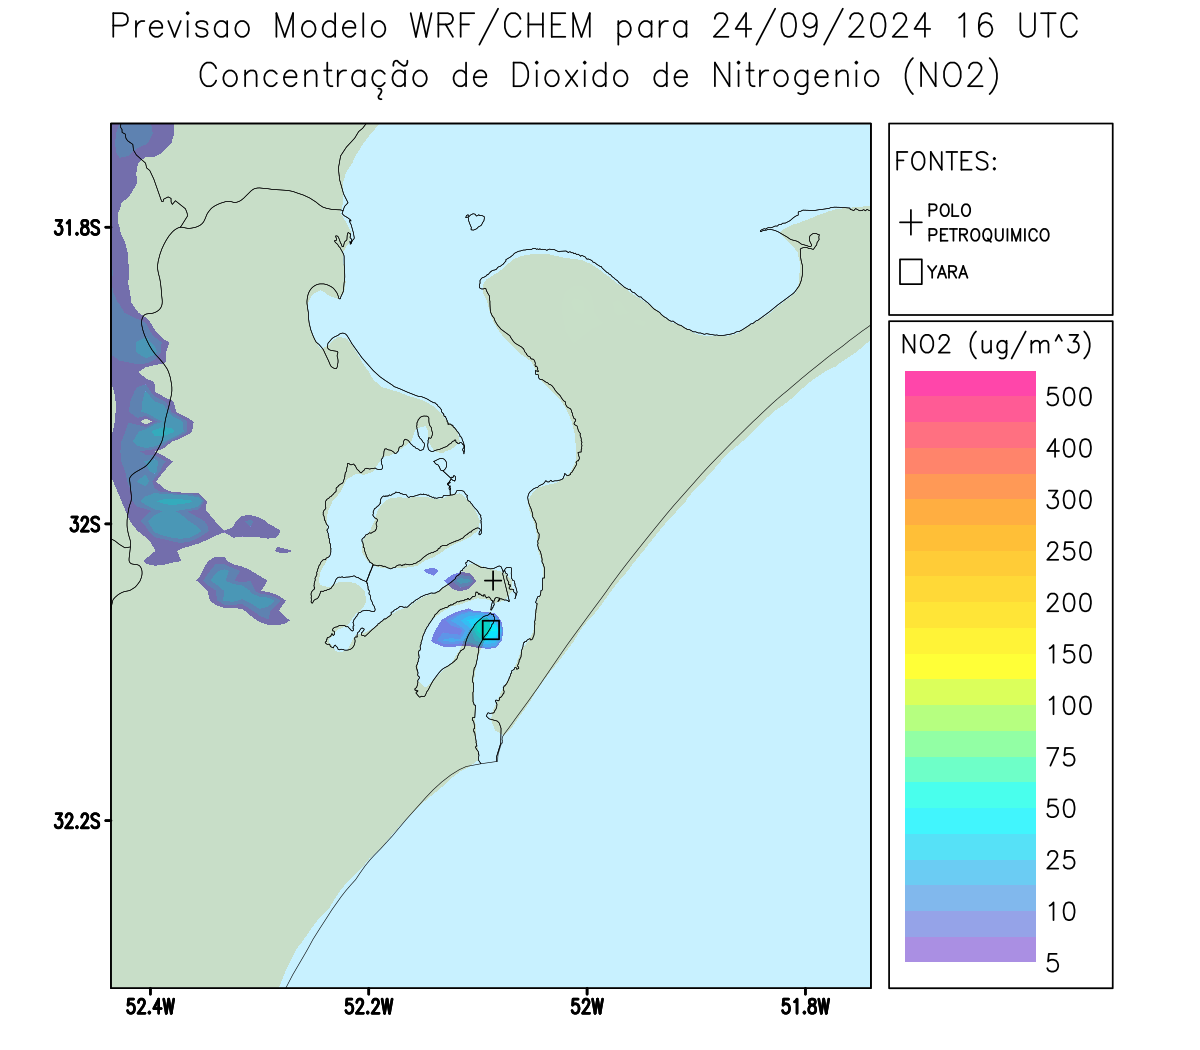 Previsao Modelo WRF/CHEM para 24/09/2024 16 UTC
Concentração de Dioxido de Nitrogenio (NO2)
FONTES:
POLO
PETROQUIMICO
YARA
NO2 (ug/m^3)
500
400
300
250
200
150
100
75
50
25
10
5
31.8S
32S
32.2S
52.4W
52.2W
52W
51.8W